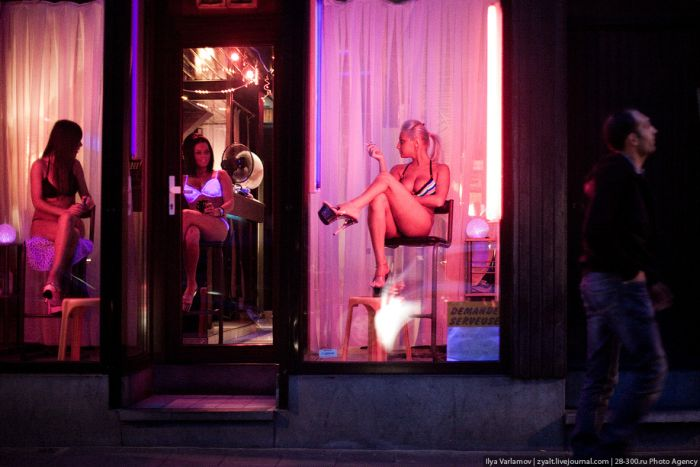 DEMANDE
SERVEUSE
Ilya Varlamov | zyalt.livejournal.com | 28-300.ru Photo Agency